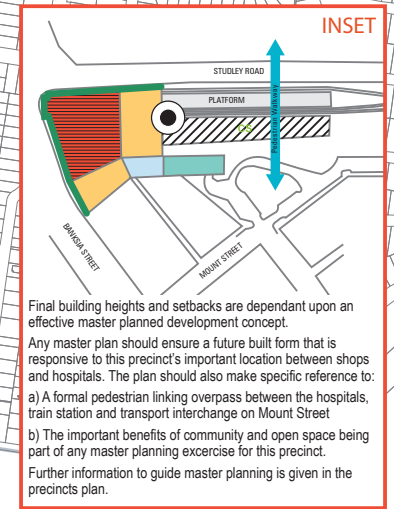 INSET
STUDLEY ROAD
PLATFORM
Pedestrian Walkway
BANKSIA STREET
MOUNT STREET
Final building heights and setbacks are dependant upon an
effective master planned development concept.
Any master plan should ensure a future built form that is
responsive to this precinct's important location between shops
and hospitals. The plan should also make specific reference to:
a) A formal pedestrian linking overpass between the hospitals,
train station and transport interchange on Mount Street
b) The important benefits of community and open space being
part of any master planning excercise for this precinct.
Further information to guide master planning is given in the
precincts plan.